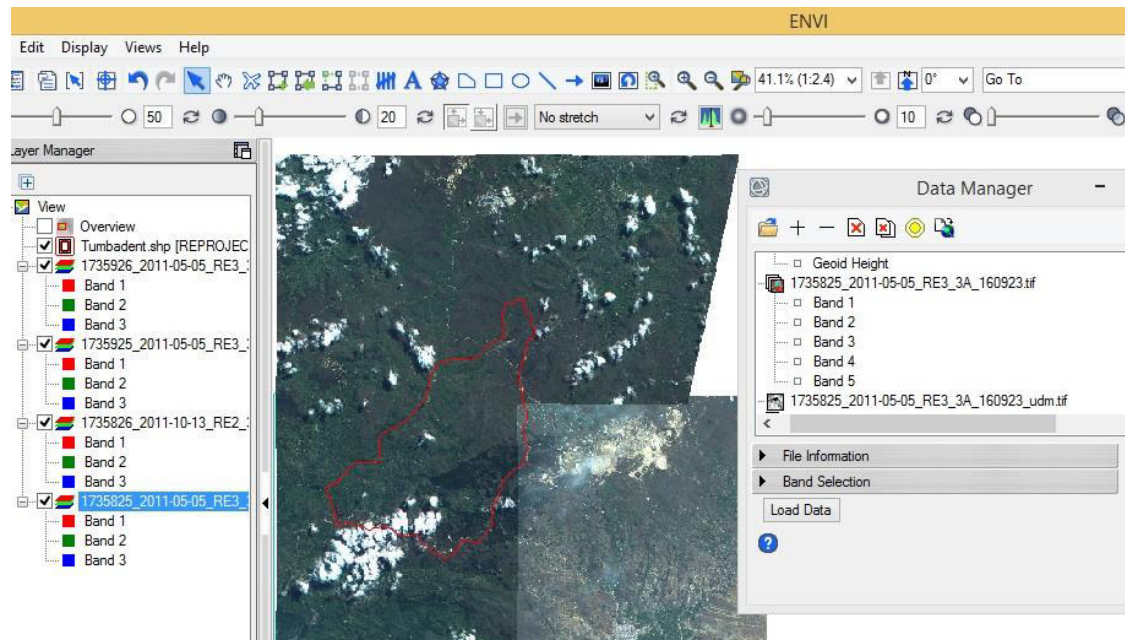 ENVI
Edit Display Views Help
41.1% (1:2.4) 0° Go To
50 20 No stretch 10
ayer Manager
View
Overview
Tumbadent.shp [REPROJEC
1735926_2011-05-05_RE3_
Band 1
Band 2
Band 3
1735925_2011-05-05_RE3_
Band 1
Band 2
Band 3
1735826_2011-10-13_RE2_
Band 1
Band 2
Band 3
1735825_2011-05-05_RE3_
Band 1
Band 2
Band 3
Data Manager
Geoid Height
1735825_2011-05-05_RE3_3A_160923.tif
Band 1
Band 2
Band 3
Band 4
Band 5
1735825_2011-05-05_RE3_3A_160923_udm.tif
File Information
Band Selection
Load Data